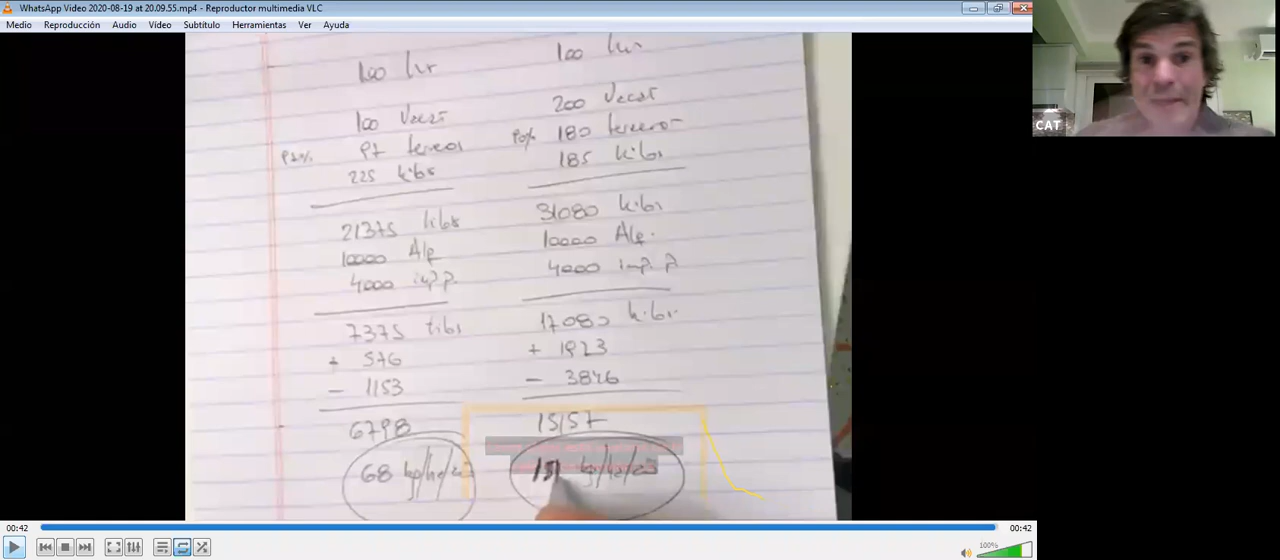 WhatsApp Video 2020-08-19 at 20.09.55.mp4 - Reproductor multimedia VLC
Medio Reproducción Audio Vídeo Subtítulo Herramientas Ver Ayuda
100 
100 
100 Vacas
97 terneros
225 kilos
21375 kilos
10000 Alq
4000 imp.p.
7375 kilos
+ 576
- 1153
6798
68 kg/ha/año
200 Vacas
90% 180 terneros
185 kilos
31080 kilos
10000 Alq.
4000 imp. p
17080 kilos
+ 1923
- 3846
15157
151 kg/ha/año
CAT
00:42
00:42
100%